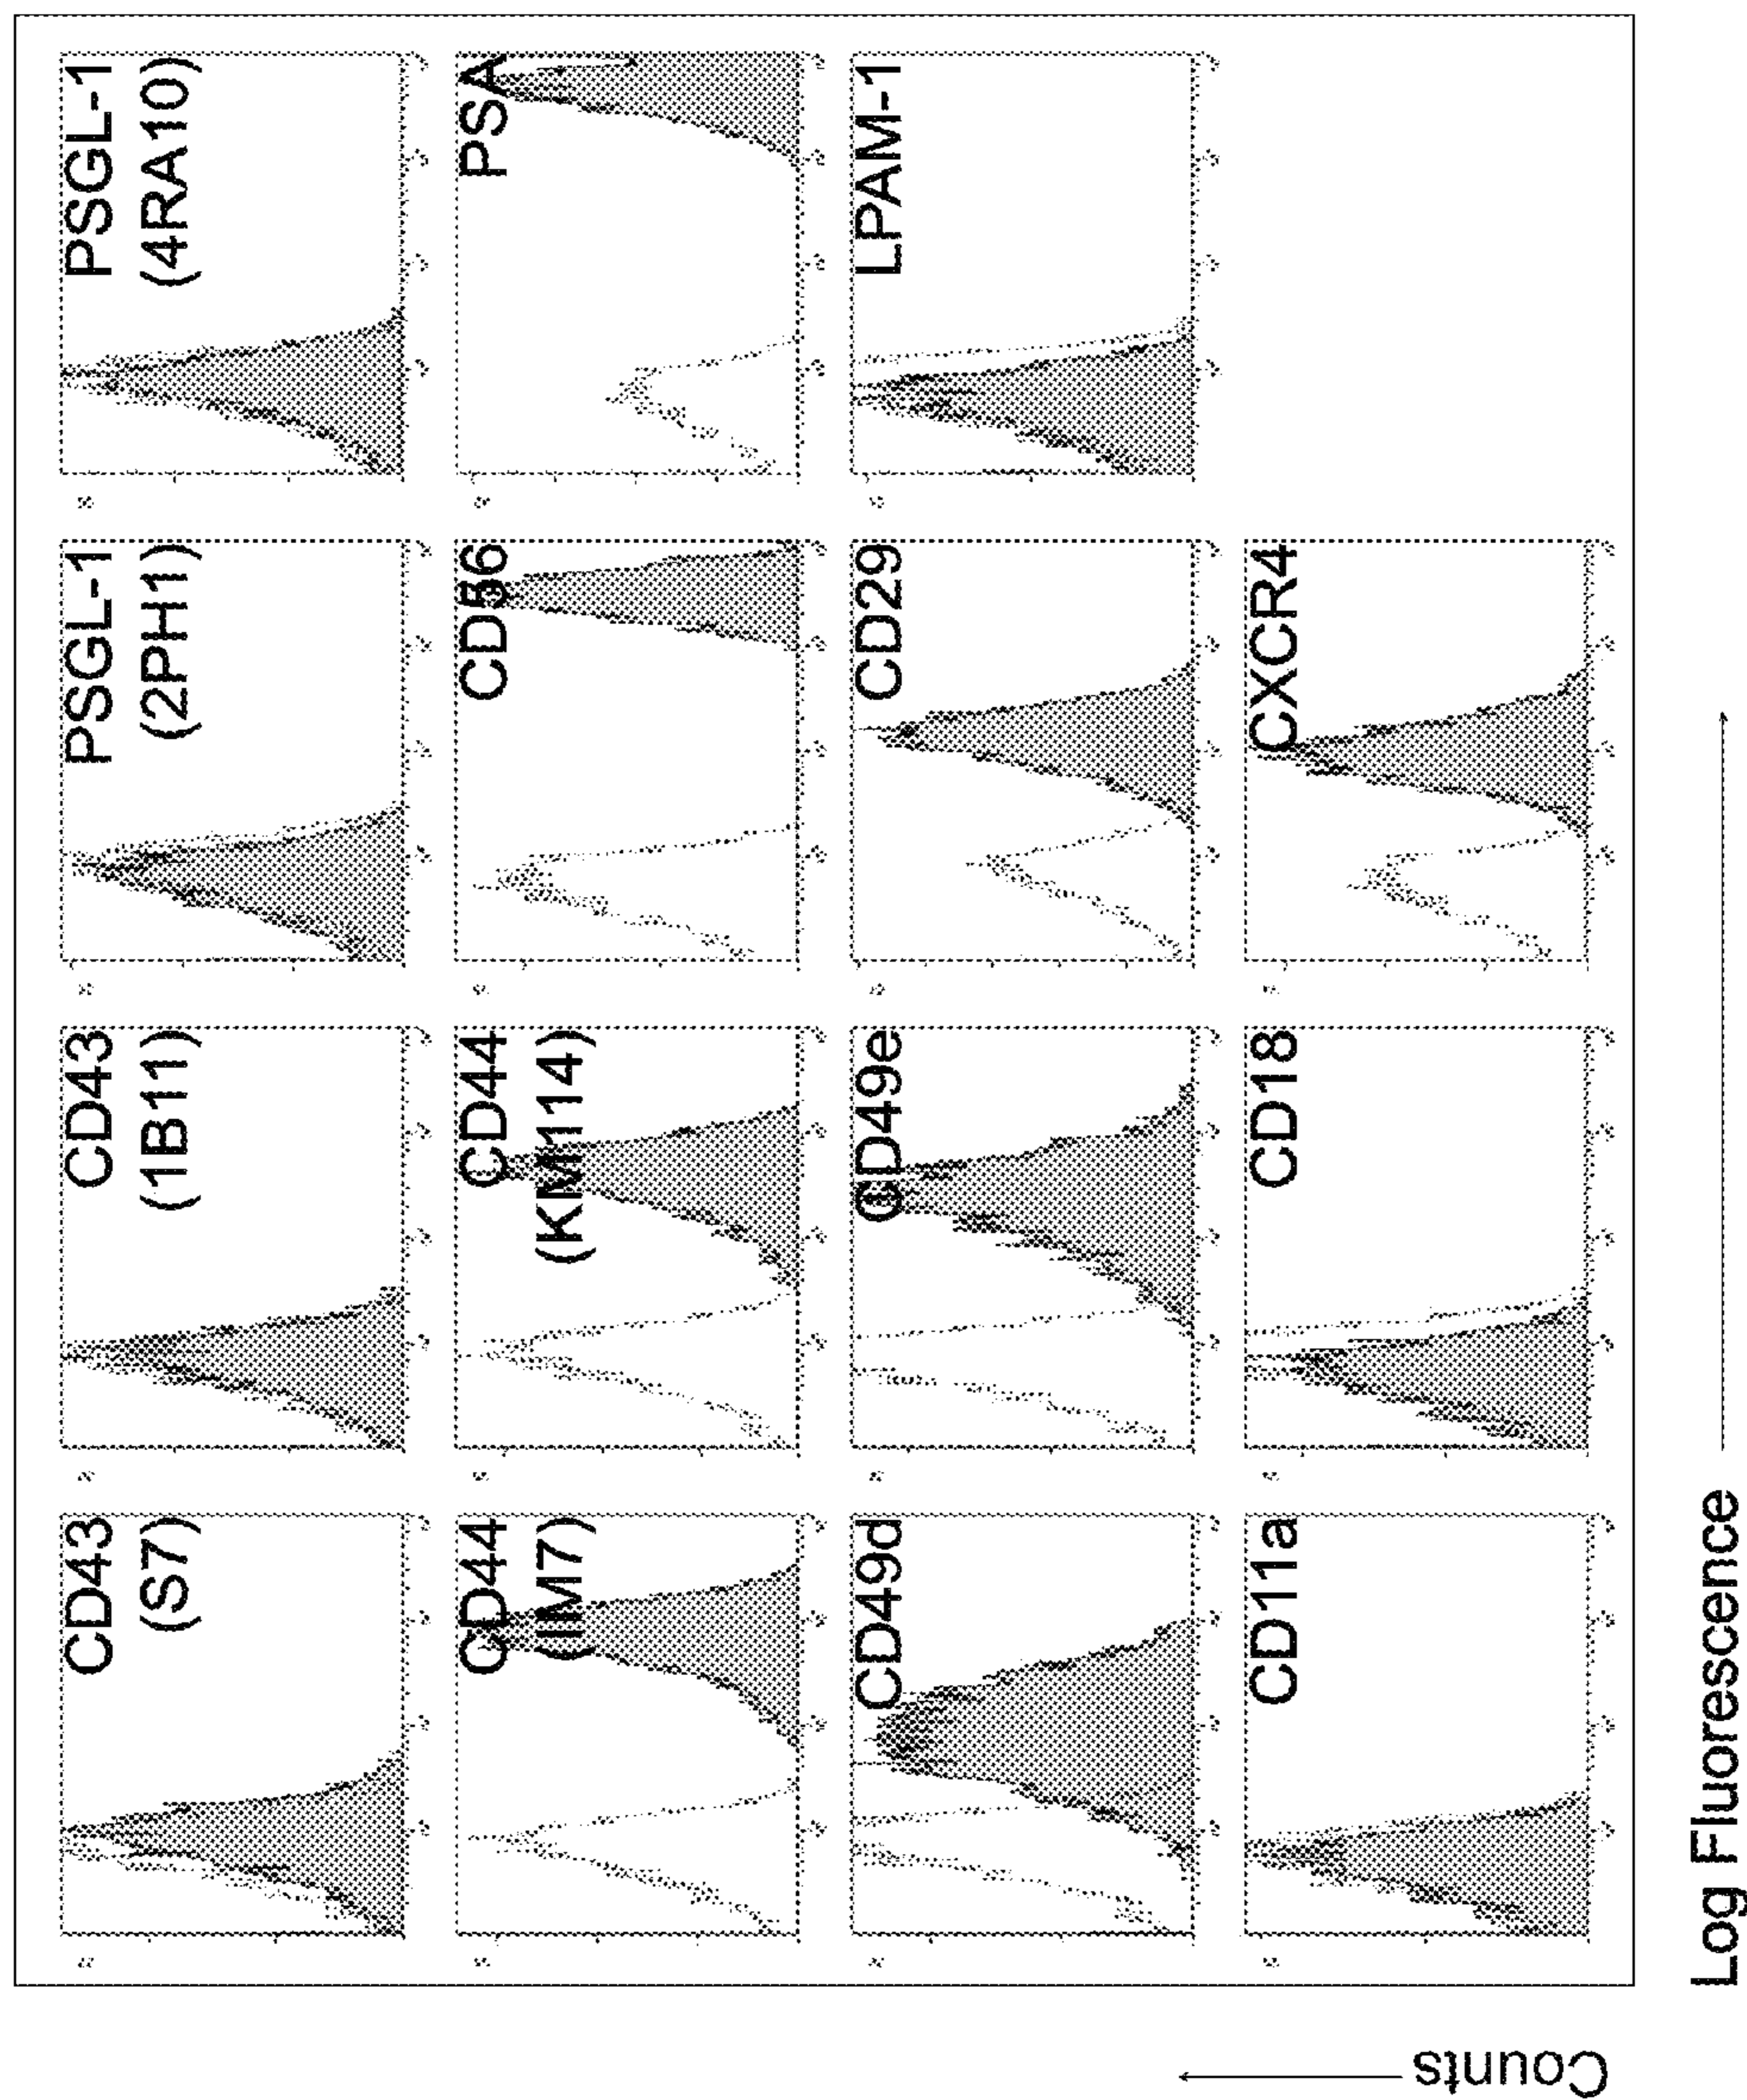 CD43
(S7)
CD43
(1B11)
PSGL-1
(2PH1)
PSGL-1
(4RA10)
CD44
(IM7)
CD44
(KM114)
CD56
PSA
CD49d
CD49e
CD29
LPAM-1
CD11a
CD18
CXCR4
Counts
Log Fluorescence